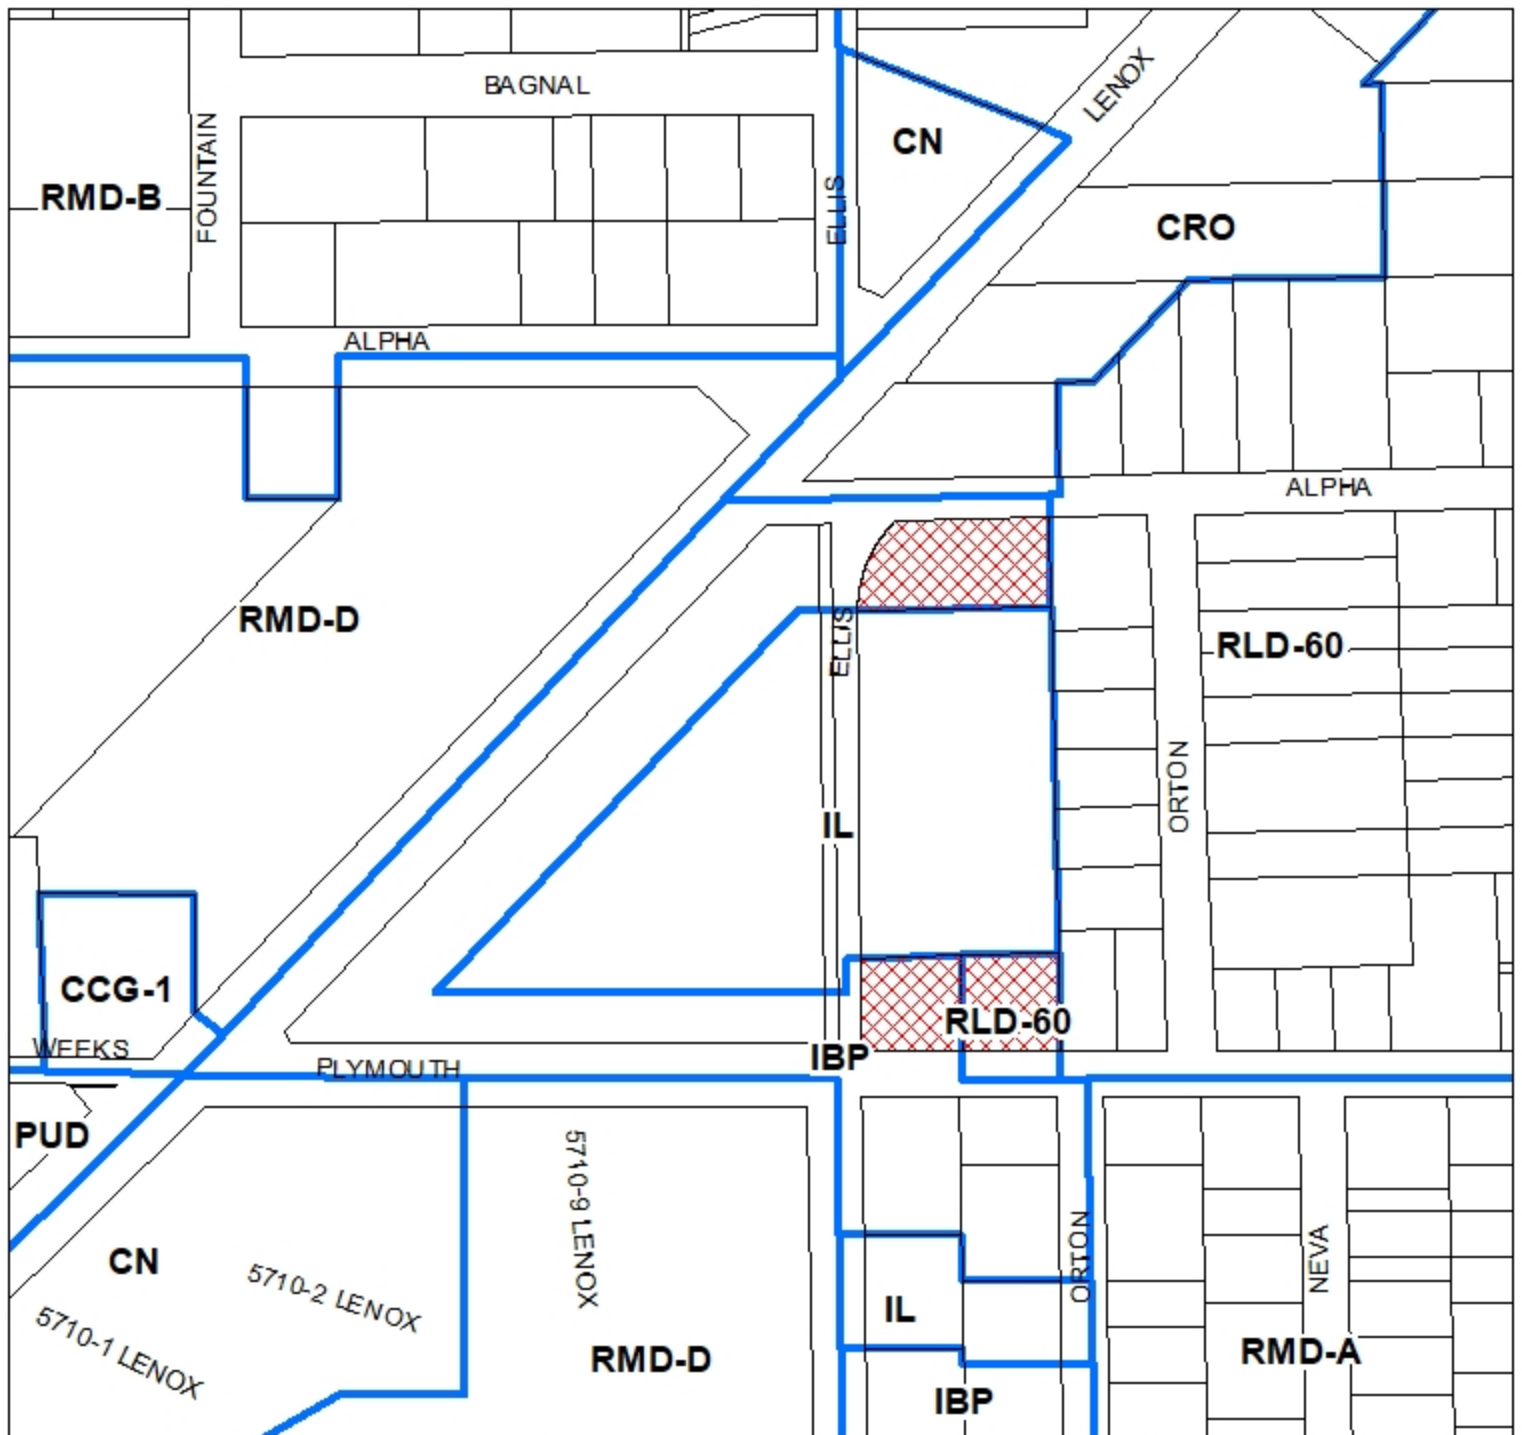 BAGNAL
LENOX
CN
FOUNTAIN
RMD-B
ELLIS
CRO
ALPHA
ALPHA
RMD-D
ELLIS
RLD-60
ORTON
IL
CCG-1
RLD-60
WEEKS
IBP
PLYMOUTH
PUD
5710-9 LENOX
CN
5710-2 LENOX
ORTON
NEVA
IL
5710-1 LENOX
RMD-D
RMD-A
IBP